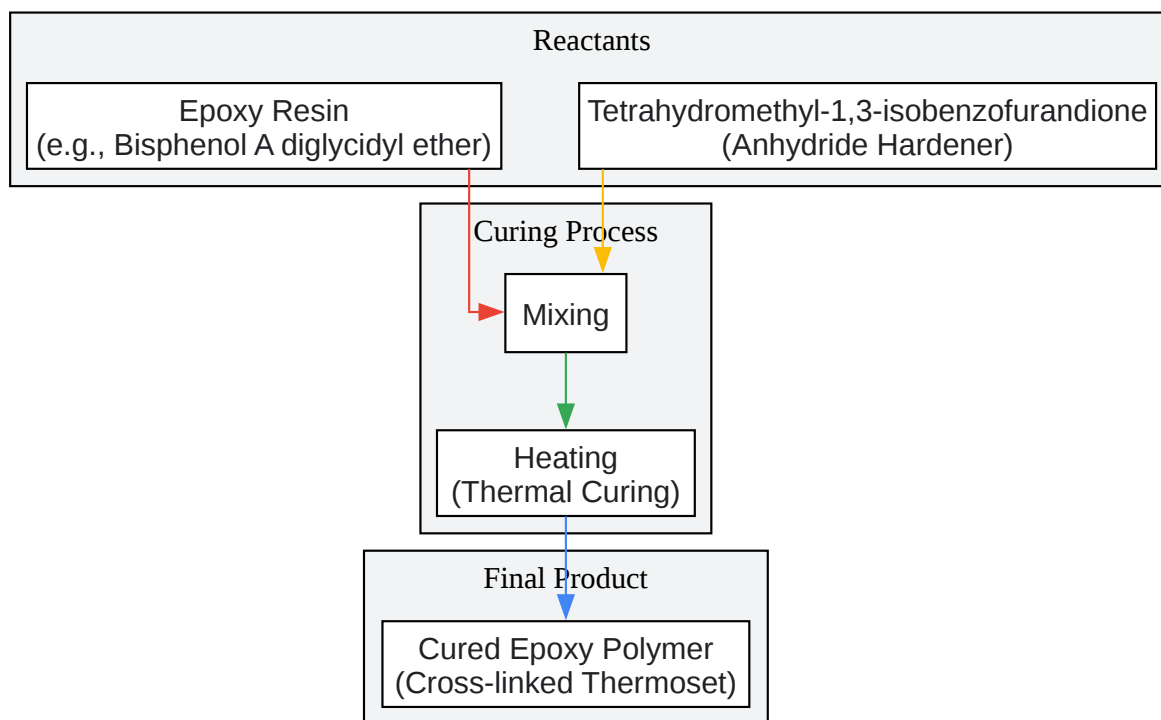 Reactants
Epoxy Resin
(e.g., Bisphenol A diglycidyl ether)
Tetrahydromethyl-1,3-isobenzofurandione
(Anhydride Hardener)
Curing Process
Mixing
Heating
(Thermal Curing)
Final Product
Cured Epoxy Polymer
(Cross-linked Thermoset)